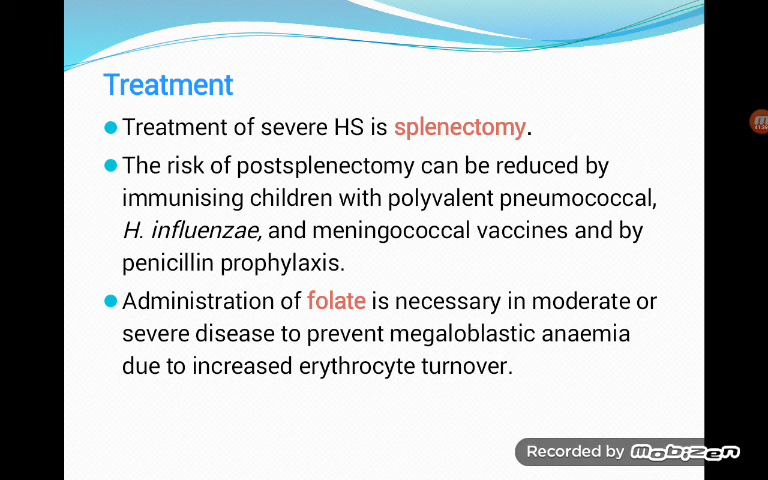 Treatment
Treatment of severe HS is splenectomy.
The risk of postsplenectomy can be reduced by
immunising children with polyvalent pneumococcal,
H. influenzae, and meningococcal vaccines and by
penicillin prophylaxis.
Administration of folate is necessary in moderate or
severe disease to prevent megaloblastic anaemia
due to increased erythrocyte turnover.
Recorded by mobizen